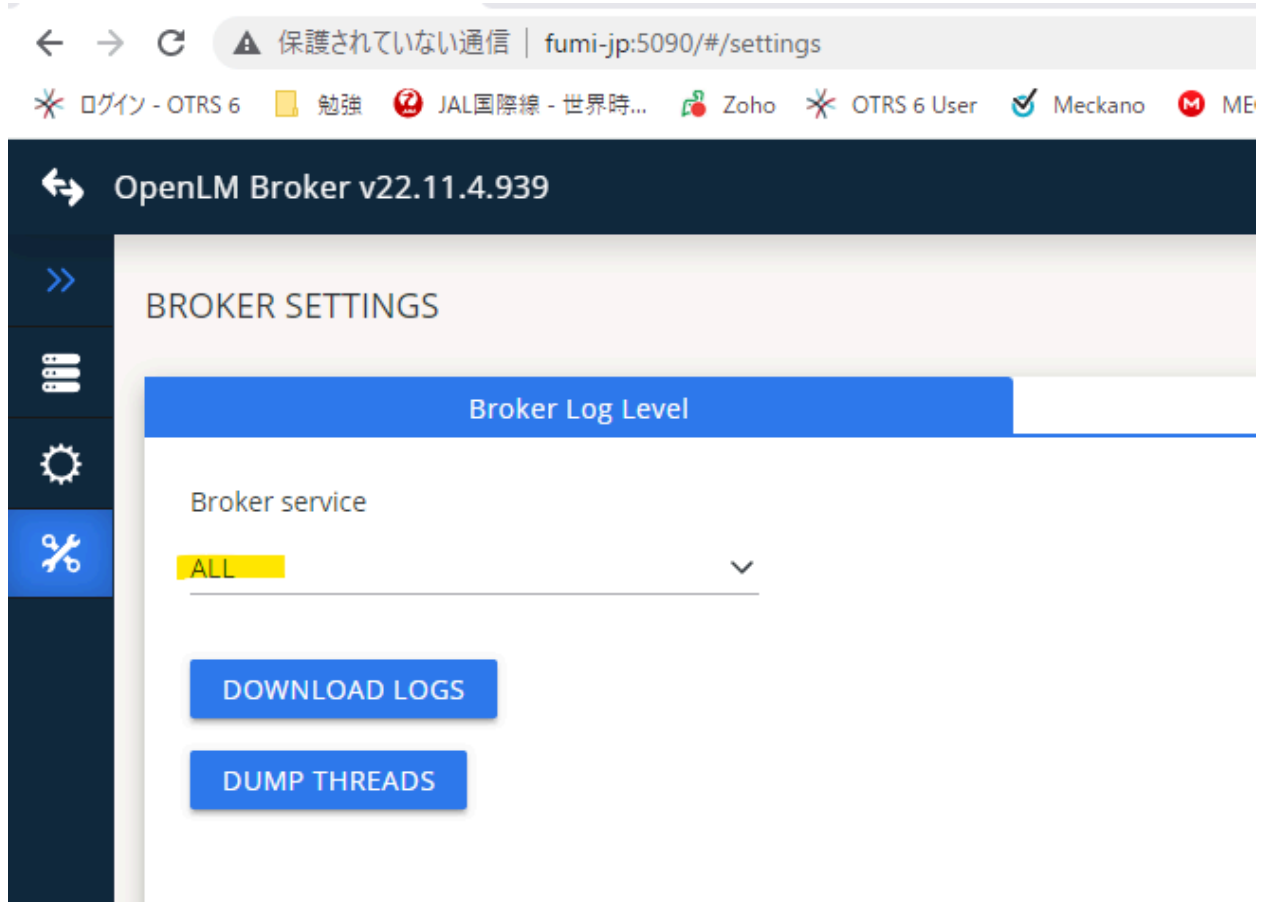 保護されていない通信 | fumi-jp:5090/#/settings
ログイン - OTRS 6 勉強 JAL国際線 - 世界時... Zoho OTRS 6 User Meckano
OpenLM Broker v22.11.4.939
BROKER SETTINGS
Broker Log Level
Broker service
ALL
DOWNLOAD LOGS
DUMP THREADS